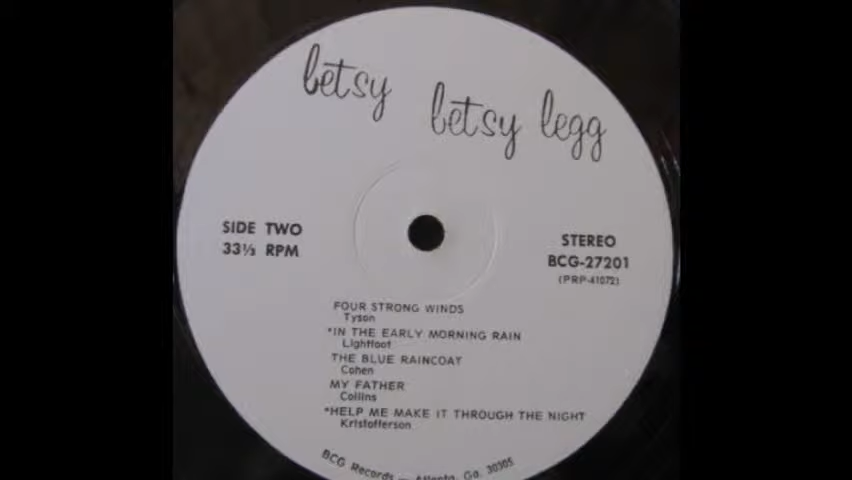 betsy
betsy legg
SIDE TWO
33⅓ RPM
STEREO
BCG-27201
(PRP-41072)
FOUR STRONG WINDS
Tyson
*IN THE EARLY MORNING RAIN
Lightfoot
THE BLUE RAINCOAT
Cohen
MY FATHER
Collins
*HELP ME MAKE IT THROUGH THE NIGHT
Kristofferson
BCG Records — Atlanta, Ga. 30305